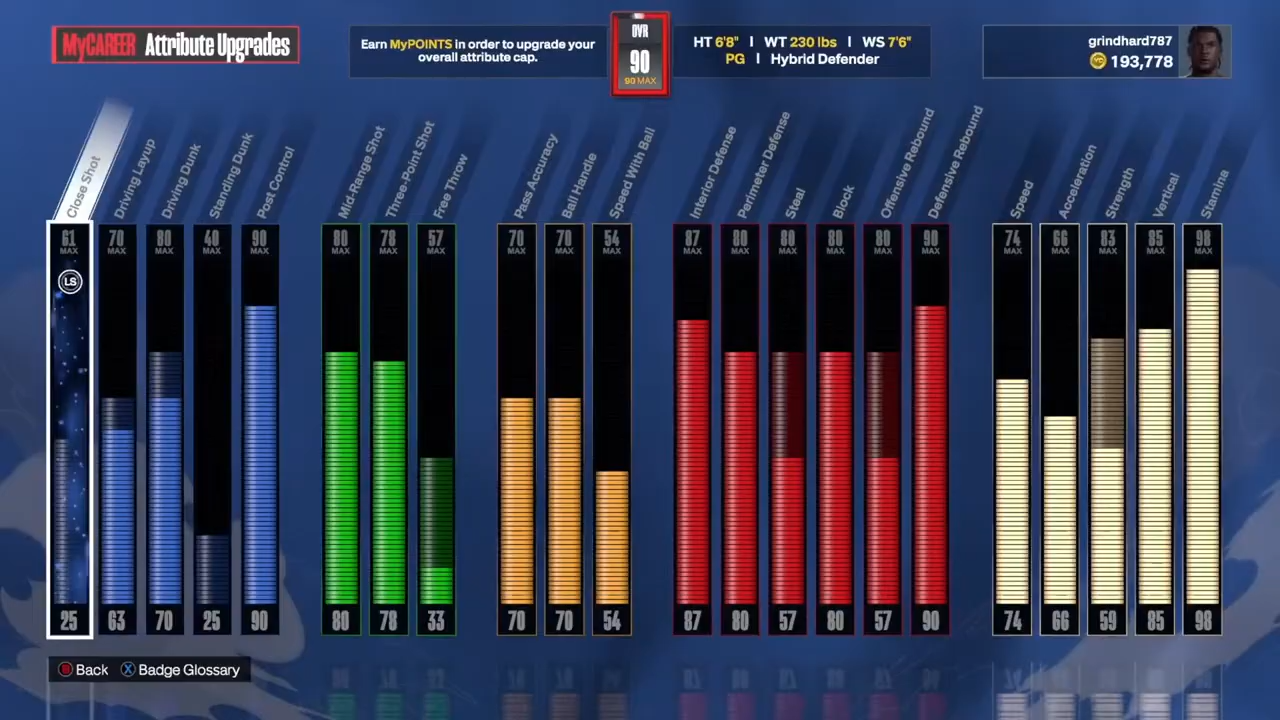 MyCAREER Attribute Upgrades
Earn MyPOINTS in order to upgrade your
overall attribute cap.
OVR
90
90 MAX
HT 6'8" | WT 230 lbs | WS 7'6"
PG | Hybrid Defender
grindhard787
VC 193,778
Close Shot
Driving Layup
Driving Dunk
Standing Dunk
Post Control
Mid-Range Shot
Three-Point Shot
Free Throw
Pass Accuracy
Ball Handle
Speed With Ball
Interior Defense
Perimeter Defense
Steal
Block
Offensive Rebound
Defensive Rebound
Speed
Acceleration
Strength
Vertical
Stamina
61 70 80 40 90 80 78 57 70 70 54 87 80 80 80 80 90 74 66 83 85 98
MAX MAX MAX MAX MAX MAX MAX MAX MAX MAX MAX MAX MAX MAX MAX MAX MAX MAX MAX MAX MAX MAX
LS
25 63 70 25 90 80 78 33 70 70 54 87 80 57 80 57 90 74 66 59 85 98
B Back X Badge Glossary